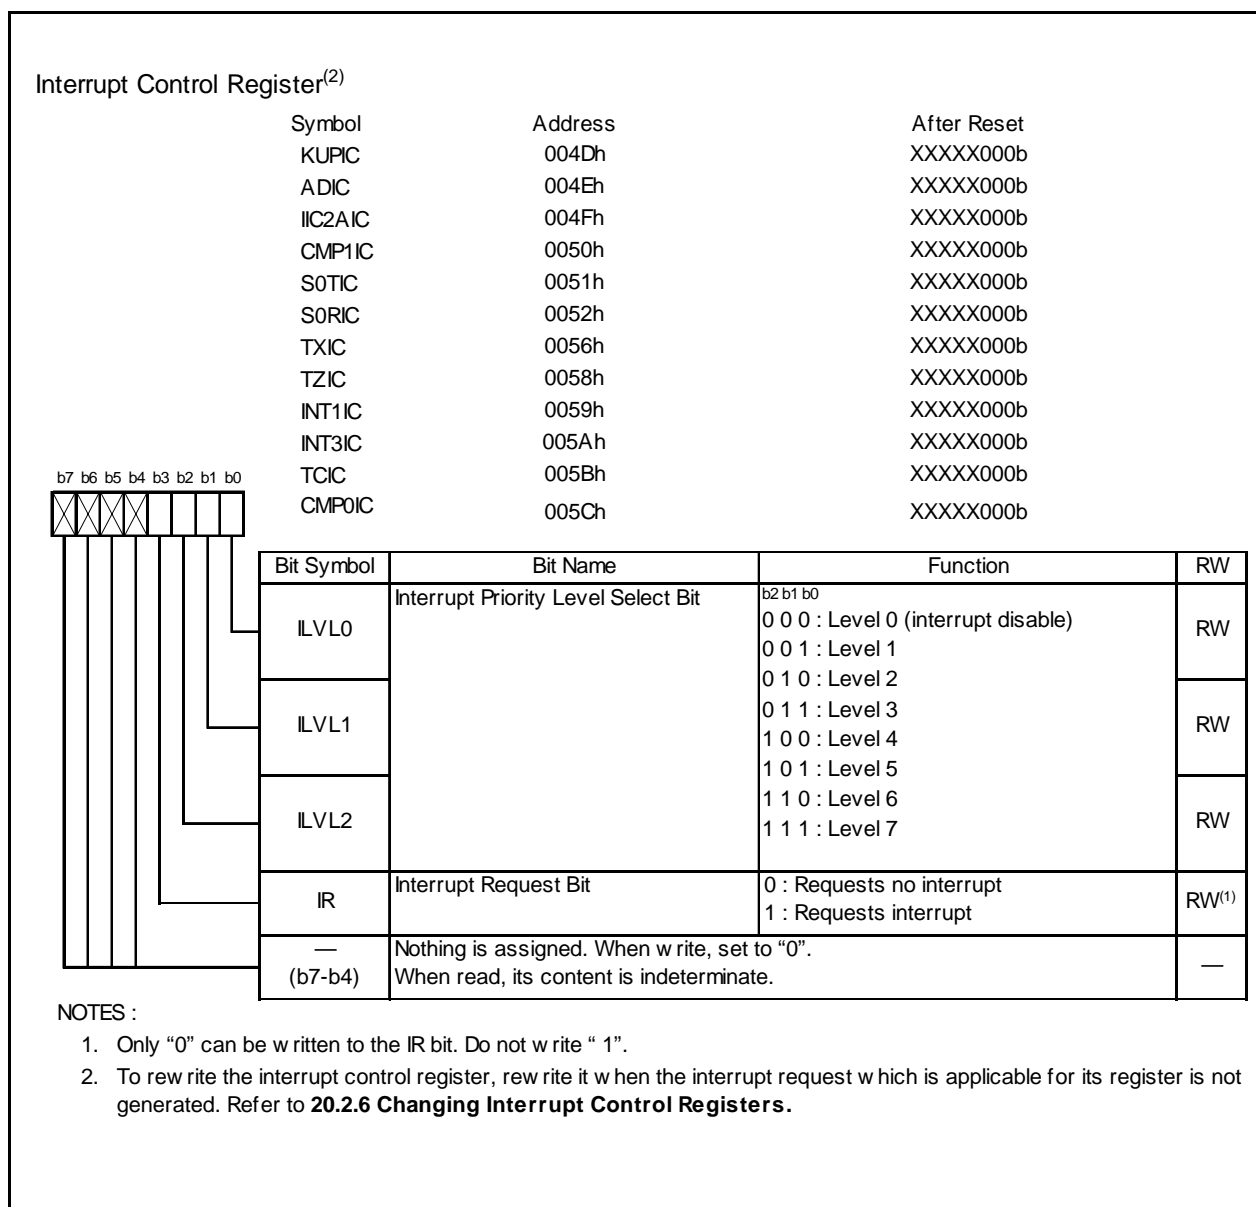 Interrupt Control Register(2)
Symbol Address After Reset
KUPIC 004Dh XXXXX000b
ADIC 004Eh XXXXX000b
IIC2AIC 004Fh XXXXX000b
CMP1IC 0050h XXXXX000b
S0TIC 0051h XXXXX000b
S0RIC 0052h XXXXX000b
TXIC 0056h XXXXX000b
TZIC 0058h XXXXX000b
INT1IC 0059h XXXXX000b
INT3IC 005Ah XXXXX000b
TCIC 005Bh XXXXX000b
CMP0IC 005Ch XXXXX000b
b7 b6 b5 b4 b3 b2 b1 b0
Bit Symbol Bit Name Function RW
ILVL0 Interrupt Priority Level Select Bit b2 b1 b0
0 0 0 : Level 0 (interrupt disable) RW
0 0 1 : Level 1
0 1 0 : Level 2
ILVL1 0 1 1 : Level 3 RW
1 0 0 : Level 4
1 0 1 : Level 5
ILVL2 1 1 0 : Level 6 RW
1 1 1 : Level 7
IR Interrupt Request Bit 0 : Requests no interrupt RW(1)
1 : Requests interrupt
— Nothing is assigned. When write, set to “0”. —
(b7-b4) When read, its content is indeterminate.
NOTES :
1. Only “0” can be written to the IR bit. Do not write “ 1”.
2. To rewrite the interrupt control register, rewrite it when the interrupt request which is applicable for its register is not
generated. Refer to 20.2.6 Changing Interrupt Control Registers.